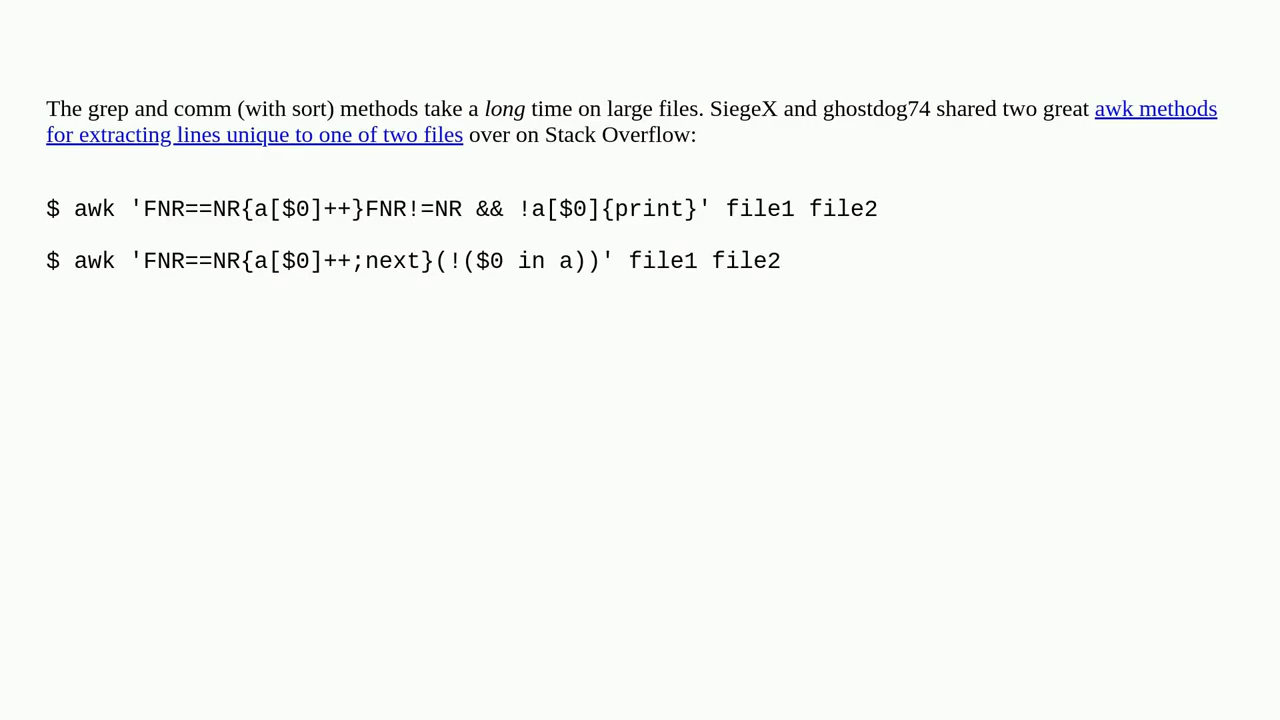 The grep and comm (with sort) methods take a long time on large files. SiegeX and ghostdog74 shared two great awk methods
for extracting lines unique to one of two files over on Stack Overflow:
$ awk 'FNR==NR{a[$0]++}FNR!=NR && !a[$0]{print}' file1 file2
$ awk 'FNR==NR{a[$0]++;next}(!($0 in a))' file1 file2